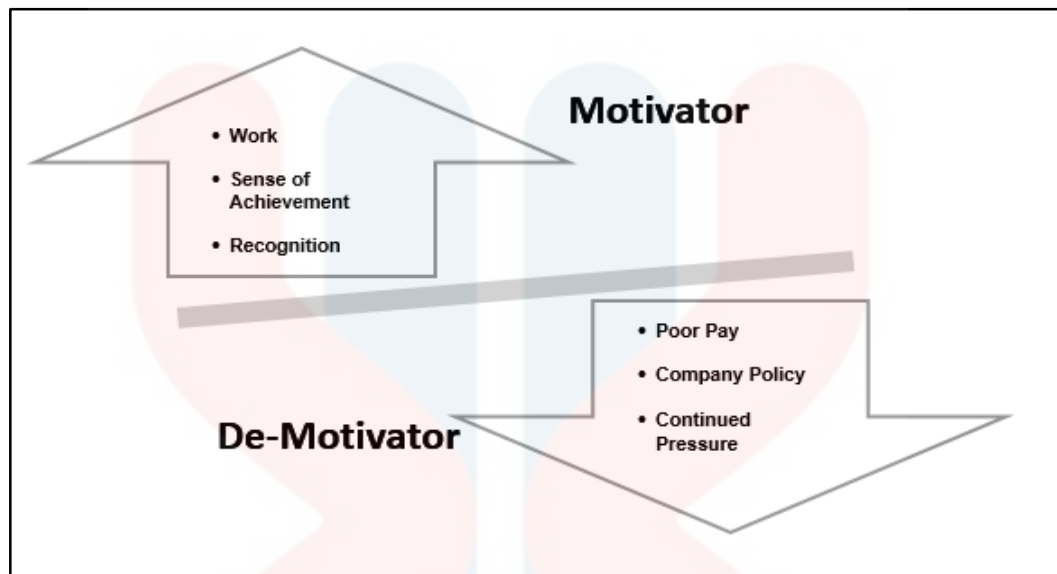 Motivator
• Work
• Sense of
Achievement
• Recognition
• Poor Pay
• Company Policy
• Continued
Pressure
De-Motivator